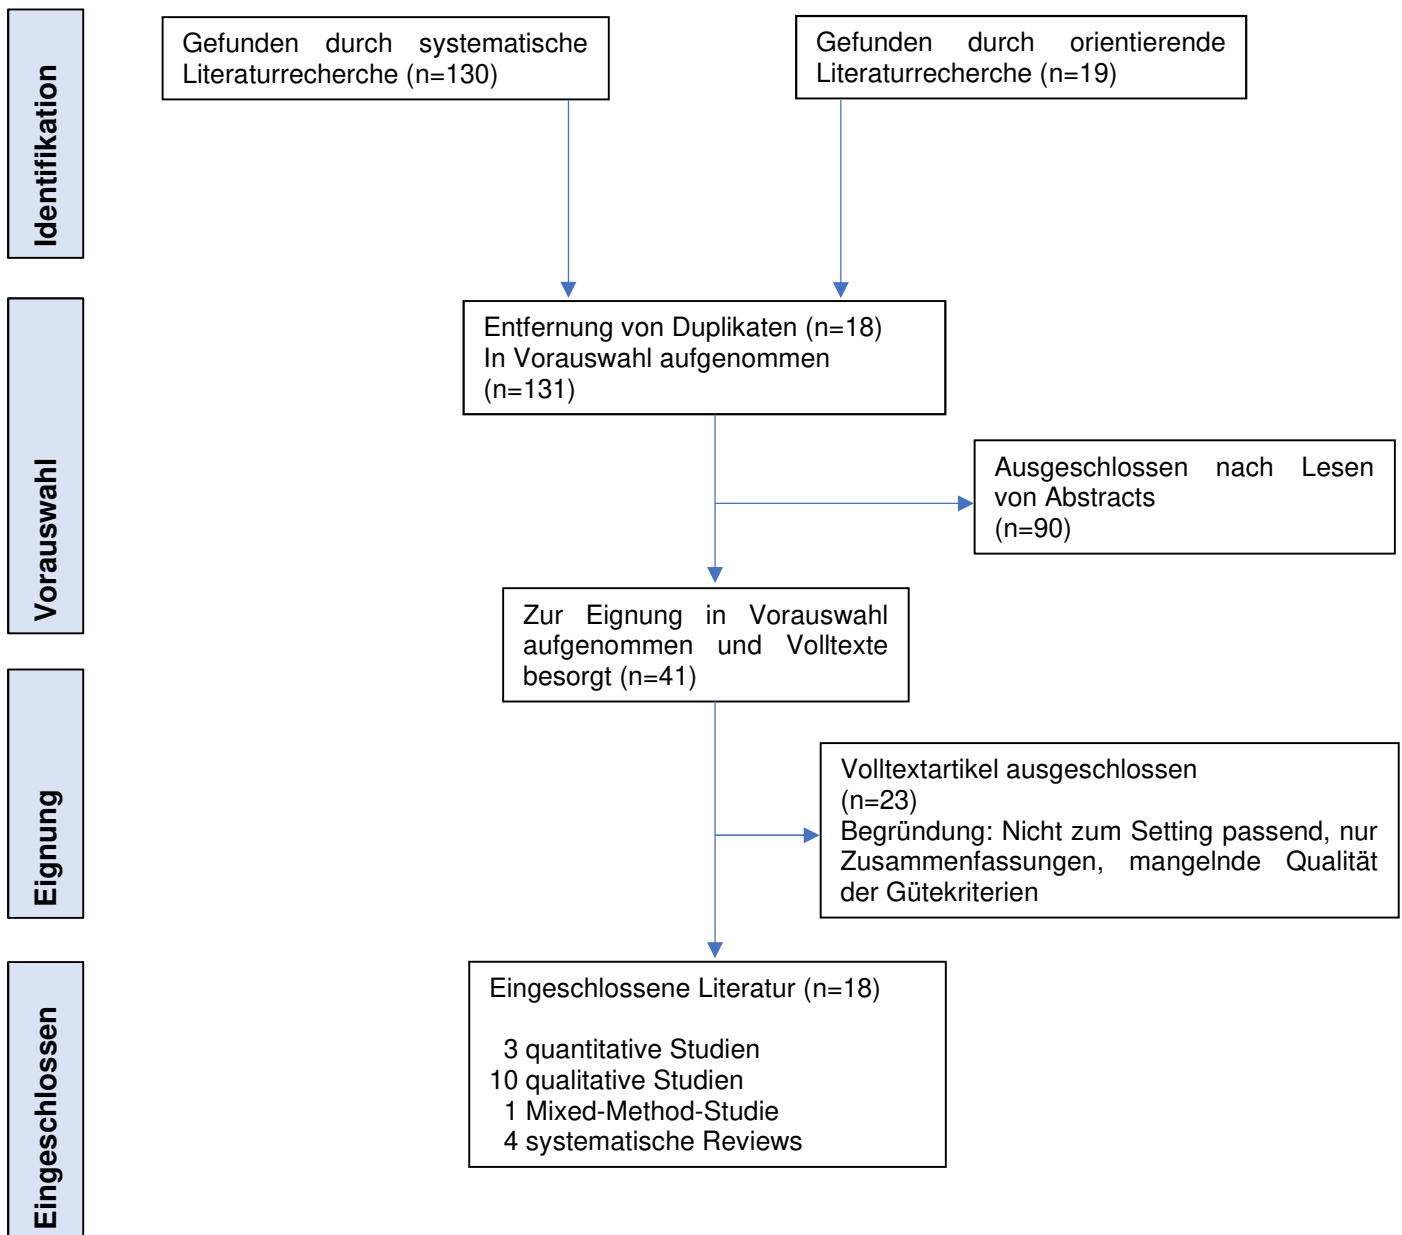 Identifikation
Gefunden durch systematische
Literaturrecherche (n=130)
Gefunden durch orientierende
Literaturrecherche (n=19)
Vorauswahl
Entfernung von Duplikaten (n=18)
In Vorauswahl aufgenommen
(n=131)
Ausgeschlossen nach Lesen
von Abstracts
(n=90)
Zur Eignung in Vorauswahl
aufgenommen und Volltexte
besorgt (n=41)
Eignung
Volltextartikel ausgeschlossen
(n=23)
Begründung: Nicht zum Setting passend, nur
Zusammenfassungen, mangelnde Qualität
der Gütekriterien
Eingeschlossen
Eingeschlossene Literatur (n=18)
3 quantitative Studien
10 qualitative Studien
1 Mixed-Method-Studie
4 systematische Reviews